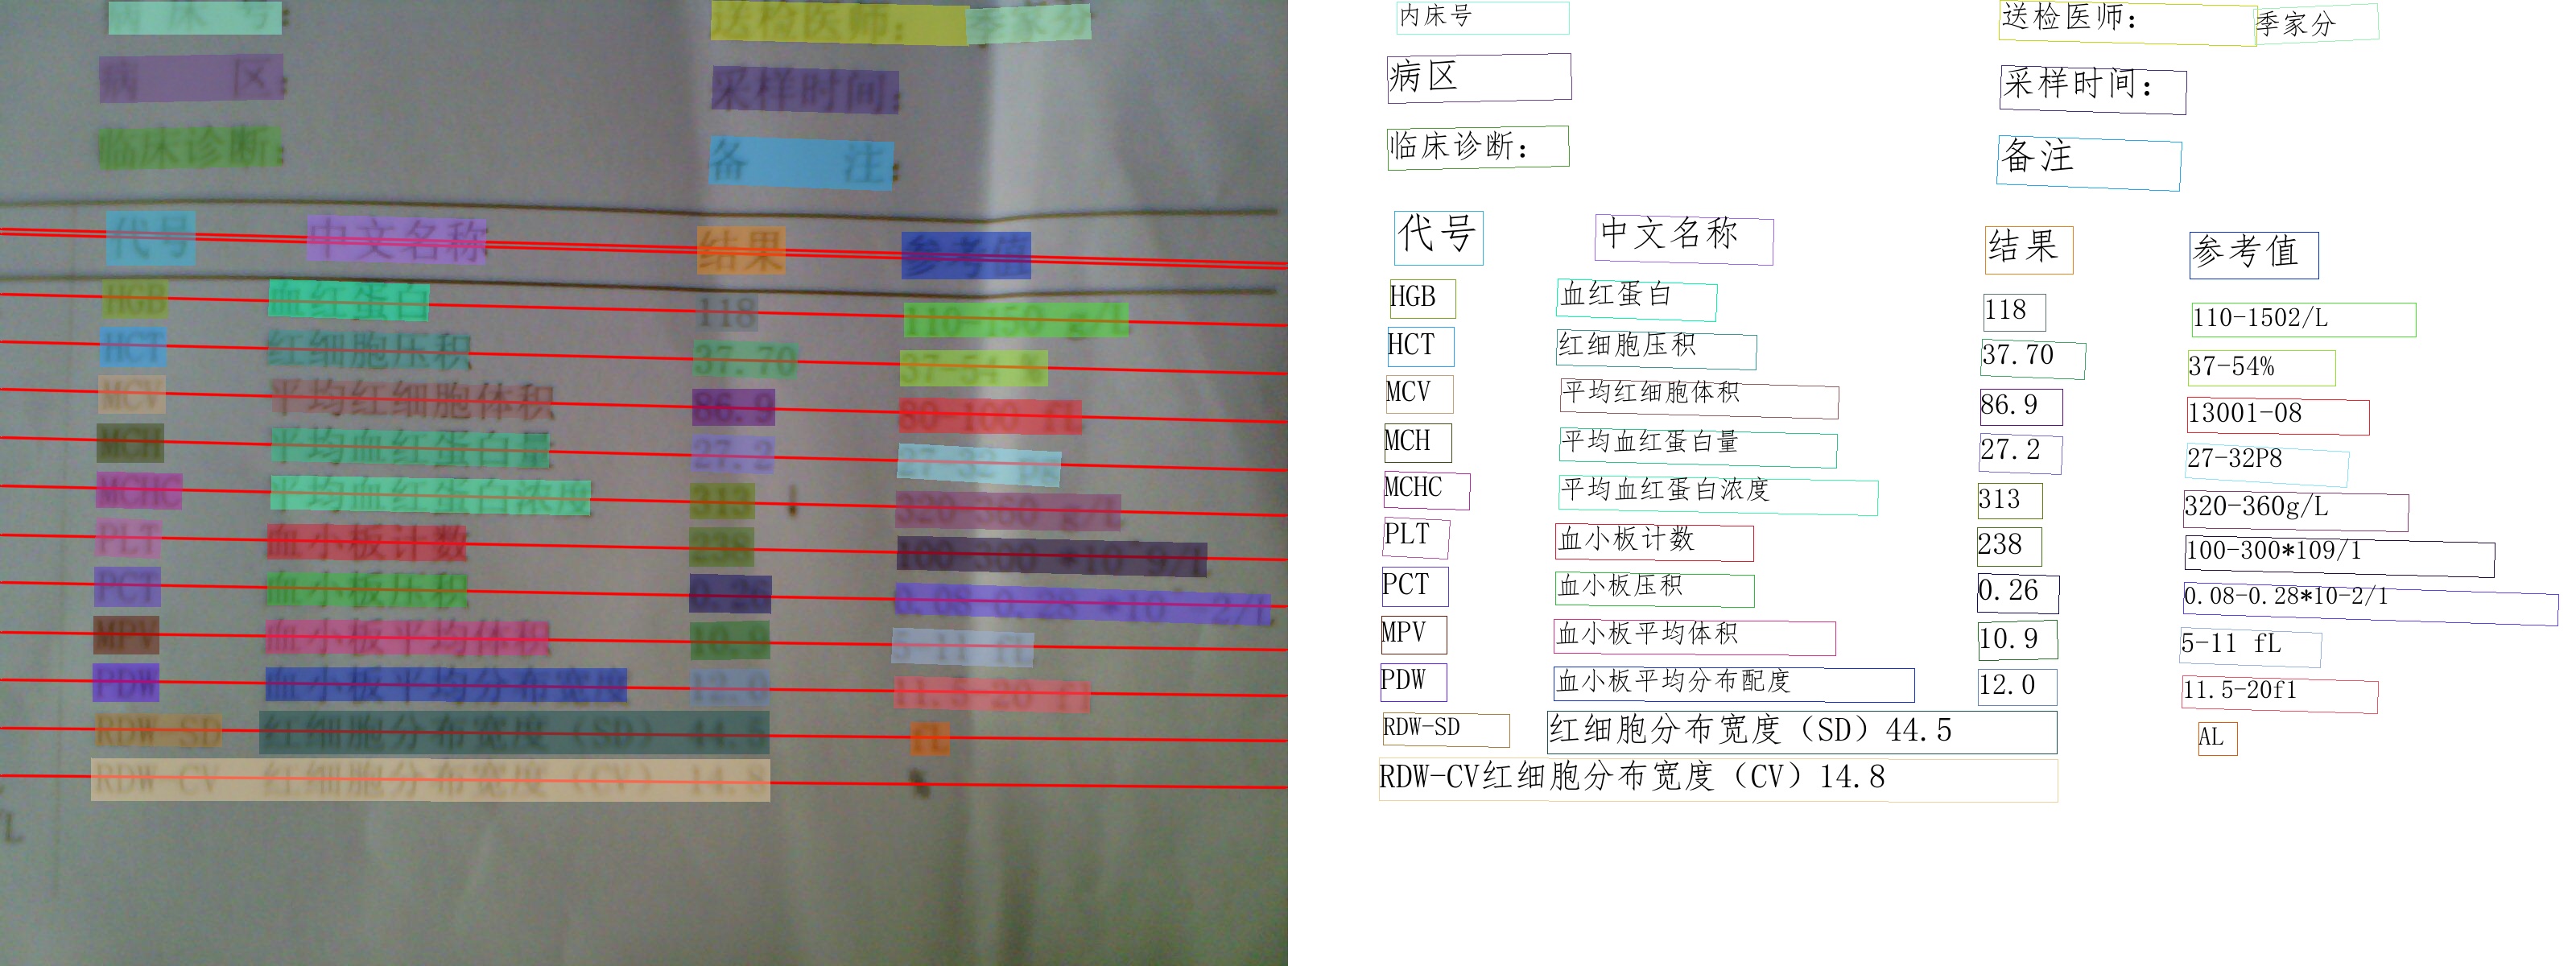 病 床 号:
送检医师: 季家分
病 区:
采样时间:
临床诊断:
备 注:
代号 中文名称 结果 参考值
HGB 血红蛋白 118 110-150 g/L
HCT 红细胞压积 37.70 37-54 %
MCV 平均红细胞体积 86.9 80-100 fL
MCH 平均血红蛋白量 27.2 27-32
MCHC 平均血红蛋白浓度 313 320-360 g/L
PLT 血小板计数 238 100-300 *10^9/l
PCT 血小板压积 0.26 0.08-0.28 *10^-2/L
MPV 血小板平均体积 10.9 5-11 fL
PDW 血小板平均分布宽度 12.0 11.5-20 fl
RDW-SD 红细胞分布宽度（SD） 44.5 fL
RDW-CV 红细胞分布宽度（CV） 14.8
/L
内床号
送检医师: 季家分
病区
采样时间:
临床诊断:
备注
代号 中文名称 结果 参考值
HGB 血红蛋白 118 110-1502/L
HCT 红细胞压积 37.70 37-54%
MCV 平均红细胞体积 86.9 13001-08
MCH 平均血红蛋白量 27.2 27-32P8
MCHC 平均血红蛋白浓度 313 320-360g/L
PLT 血小板计数 238 100-300*109/1
PCT 血小板压积 0.26 0.08-0.28*10-2/1
MPV 血小板平均体积 10.9 5-11 fL
PDW 血小板平均分布配度 12.0 11.5-20f1
RDW-SD 红细胞分布宽度（SD）44.5 AL
RDW-CV红细胞分布宽度（CV）14.8